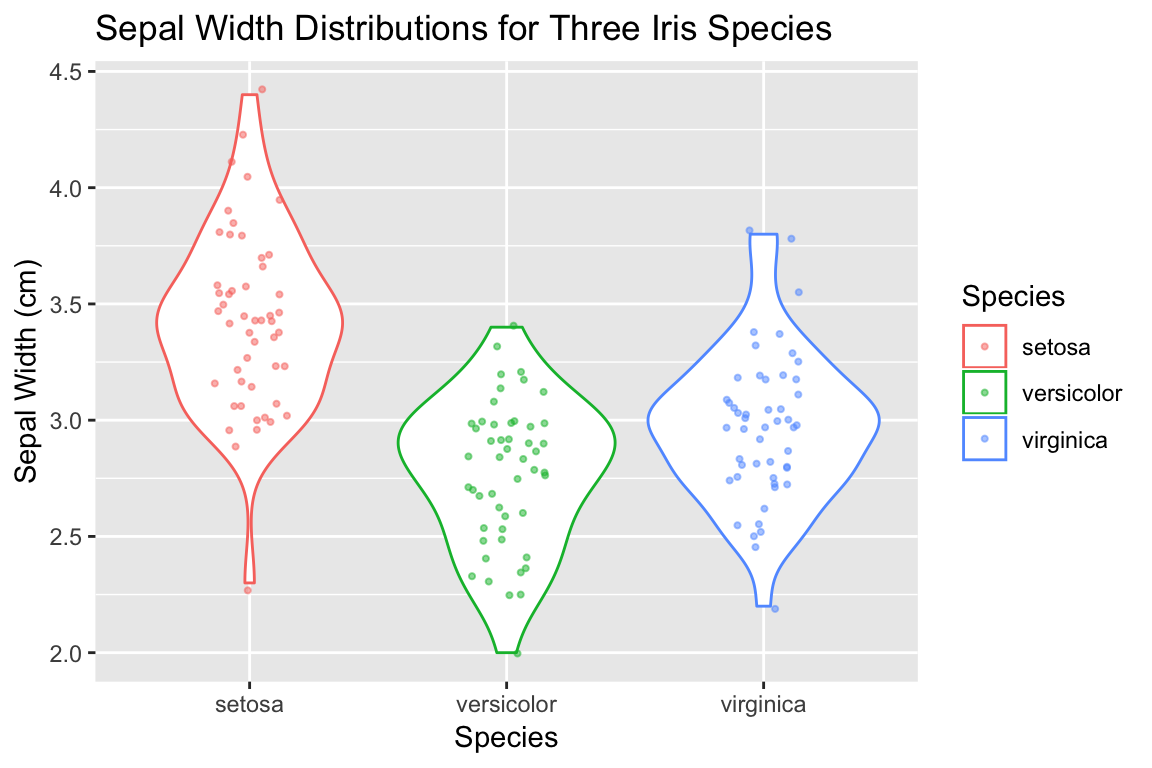 Sepal Width Distributions for Three Iris Species
Sepal Width (cm)
4.5
4.0
3.5
3.0
2.5
2.0
setosa
versicolor
virginica
Species
Species
setosa
versicolor
virginica